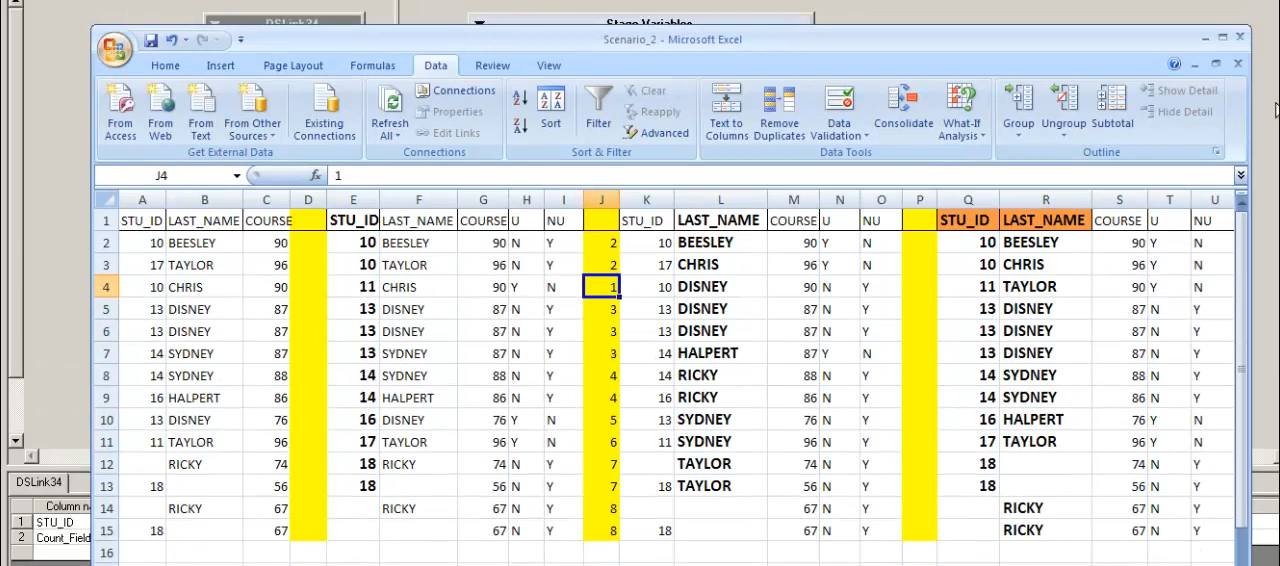 DSLink34 Stage Variables
Scenario_2 - Microsoft Excel
Home Insert Page Layout Formulas Data Review View
From Access From Web From Text From Other Sources Existing Connections Refresh All Connections Properties Edit Links Sort Filter Clear Reapply Advanced Text to Columns Remove Duplicates Data Validation Consolidate What-If Analysis Group Ungroup Subtotal Show Detail Hide Detail
Get External Data Connections Sort & Filter Data Tools Outline
J4 fx 1
A B C D E F G H I J K L M N O P Q R S T U
1 STU_ID LAST_NAME COURSE STU_ID LAST_NAME COURSE U NU STU_ID LAST_NAME COURSE U NU STU_ID LAST_NAME COURSE U NU
2 10 BEESLEY 90 10 BEESLEY 90 N Y 2 10 BEESLEY 90 Y N 10 BEESLEY 90 Y N
3 17 TAYLOR 96 10 TAYLOR 96 N Y 2 17 CHRIS 96 Y N 10 CHRIS 96 Y N
4 10 CHRIS 90 11 CHRIS 90 Y N 1 10 DISNEY 90 N Y 11 TAYLOR 90 N Y
5 13 DISNEY 87 13 DISNEY 87 N Y 3 13 DISNEY 87 N Y 13 DISNEY 87 N Y
6 13 DISNEY 87 13 DISNEY 87 N Y 3 13 DISNEY 87 N Y 13 DISNEY 87 N Y
7 14 SYDNEY 87 13 SYDNEY 87 N Y 3 14 HALPERT 87 Y N 13 DISNEY 87 N Y
8 14 SYDNEY 88 14 SYDNEY 88 N Y 4 14 RICKY 88 N Y 14 SYDNEY 88 N Y
9 16 HALPERT 86 14 HALPERT 86 N Y 4 16 RICKY 86 N Y 14 SYDNEY 86 N Y
10 13 DISNEY 76 16 DISNEY 76 Y N 5 13 SYDNEY 76 N Y 16 HALPERT 76 Y N
11 11 TAYLOR 96 17 TAYLOR 96 Y N 6 11 SYDNEY 96 N Y 17 TAYLOR 96 Y N
12 RICKY 74 18 RICKY 74 N Y 7 TAYLOR 74 N Y 18 74 N Y
13 18 56 18 56 N Y 7 18 TAYLOR 56 N Y 18 56 N Y
14 RICKY 67 RICKY 67 N Y 8 67 N Y RICKY 67 N Y
15 18 67 67 N Y 8 18 67 N Y RICKY 67 N Y
16
DSLink34
Column n
1 STU_ID
2 Count_Field